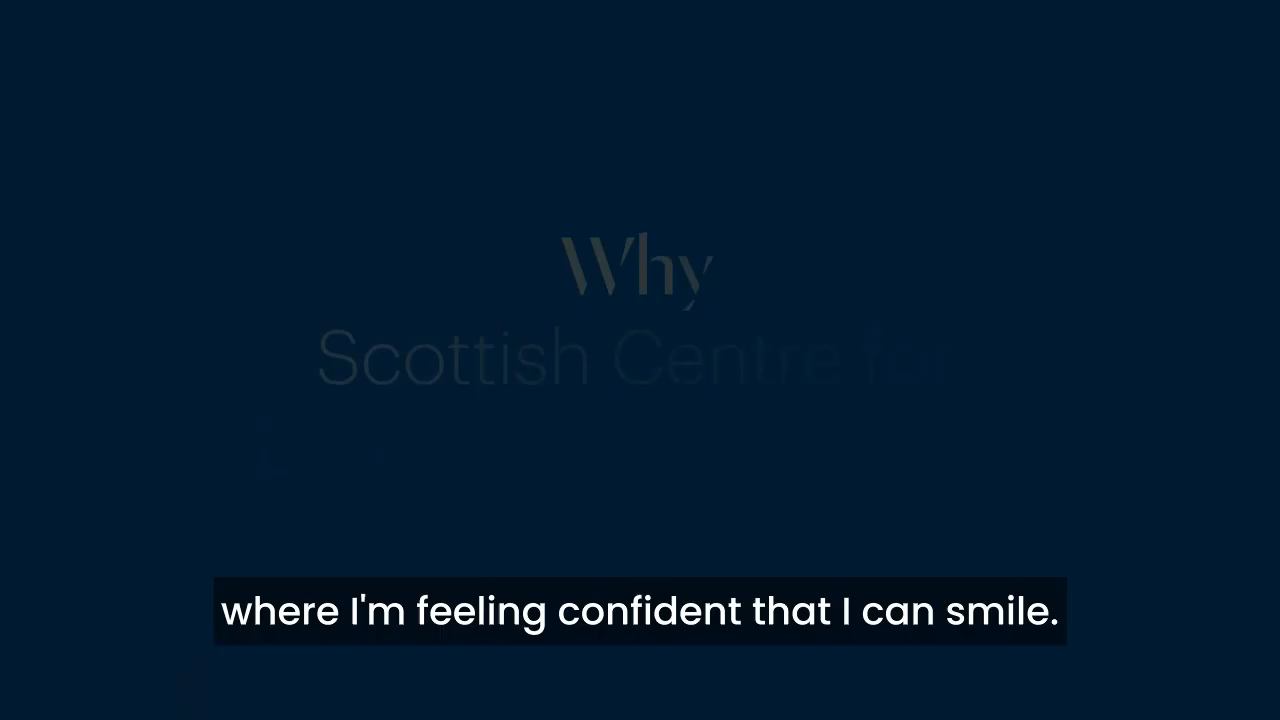 Why
Scottish Centre for
where I'm feeling confident that I can smile.